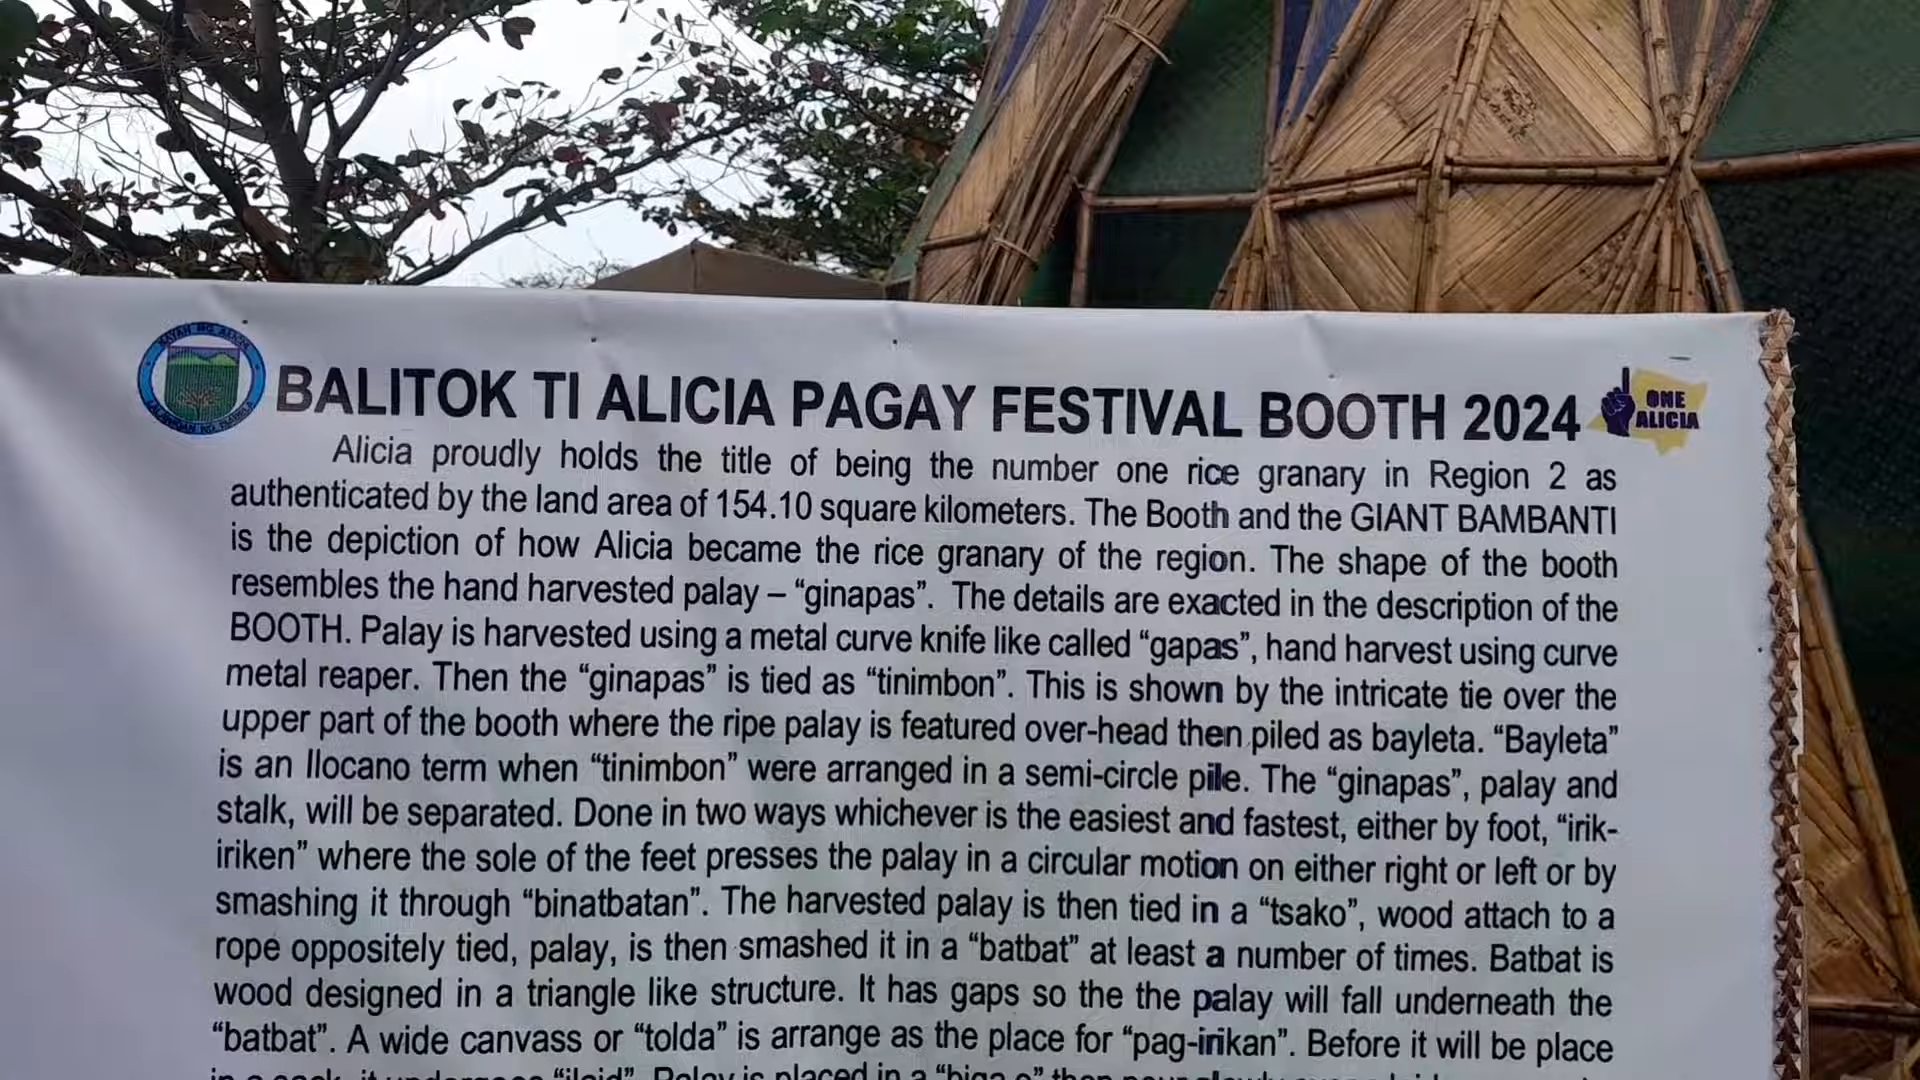 BALITOK TI ALICIA PAGAY FESTIVAL BOOTH 2024
ONE
ALICIA
Alicia proudly holds the title of being the number one rice granary in Region 2 as
authenticated by the land area of 154.10 square kilometers. The Booth and the GIANT BAMBANTI
is the depiction of how Alicia became the rice granary of the region. The shape of the booth
resembles the hand harvested palay – “ginapas”. The details are exacted in the description of the
BOOTH. Palay is harvested using a metal curve knife like called “gapas”, hand harvest using curve
metal reaper. Then the “ginapas” is tied as “tinimbon”. This is shown by the intricate tie over the
upper part of the booth where the ripe palay is featured over-head then piled as bayleta. “Bayleta”
is an Ilocano term when “tinimbon” were arranged in a semi-circle pile. The “ginapas”, palay and
stalk, will be separated. Done in two ways whichever is the easiest and fastest, either by foot, “irik-
iriken” where the sole of the feet presses the palay in a circular motion on either right or left or by
smashing it through “binatbatan”. The harvested palay is then tied in a “tsako”, wood attach to a
rope oppositely tied, palay, is then smashed it in a “batbat” at least a number of times. Batbat is
wood designed in a triangle like structure. It has gaps so the the palay will fall underneath the
“batbat”. A wide canvass or “tolda” is arrange as the place for “pag-irikan”. Before it will be place